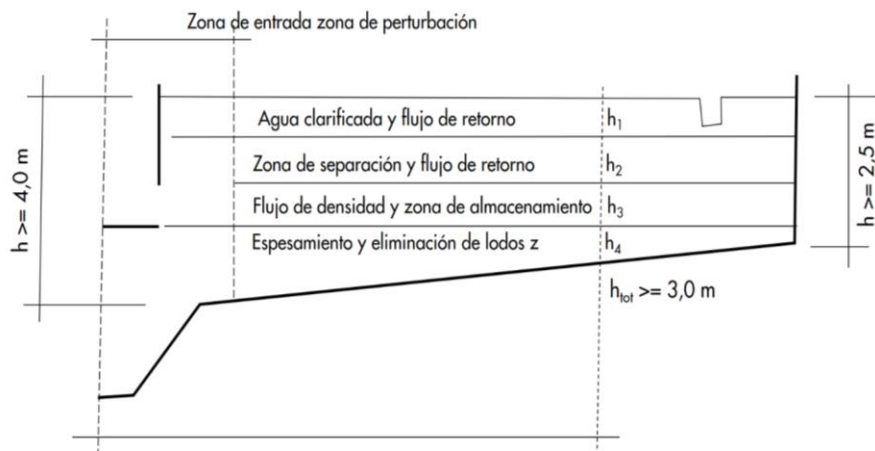 Zona de entrada zona de perturbación
Agua clarificada y flujo de retorno h₁
Zona de separación y flujo de retorno h₂
Flujo de densidad y zona de almacenamiento h₃
Espesamiento y eliminación de lodos z h₄
h >= 4,0 m
h >= 2,5 m
hₜₒₜ >= 3,0 m